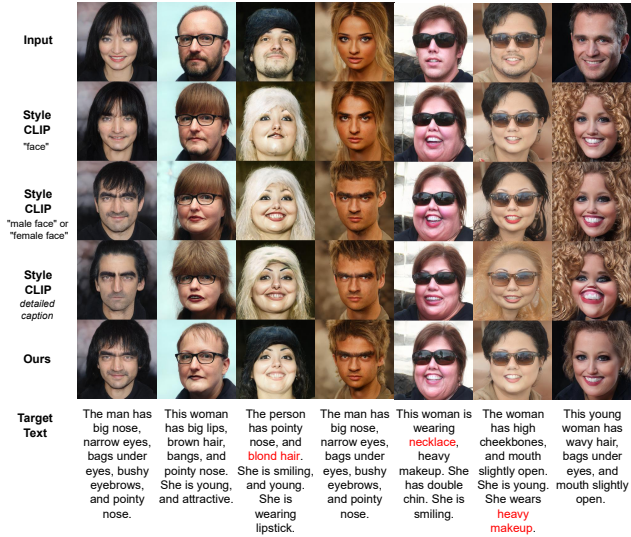 Input
Style
CLIP
"face"
Style
CLIP
"male face" or
"female face"
Style
CLIP
detailed
caption
Ours
Target
Text
The man has
big nose,
narrow eyes,
bags under
eyes, bushy
eyebrows,
and pointy
nose.
This woman
has big lips,
brown hair,
bangs, and
pointy nose.
She is young,
and attractive.
The person
has pointy
nose, and
blond hair.
She is smiling,
and young.
She is
wearing
lipstick.
The man has
big nose,
narrow eyes,
bags under
eyes, bushy
eyebrows,
and pointy
nose.
This woman is
wearing
necklace,
heavy
makeup. She
has double
chin. She is
smiling.
The woman
has high
cheekbones,
and mouth
slightly open.
She is young.
She wears
heavy
makeup.
This young
woman has
wavy hair,
bags under
eyes, and
mouth slightly
open.